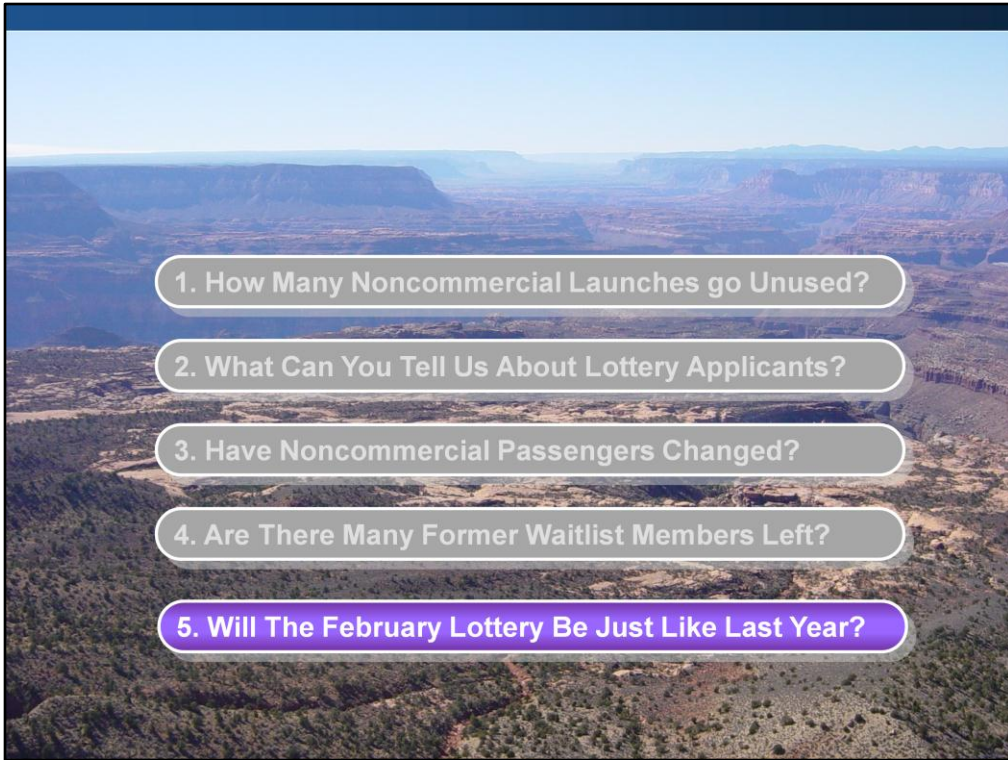 1. How Many Noncommercial Launches go Unused?
2. What Can You Tell Us About Lottery Applicants?
3. Have Noncommercial Passengers Changed?
4. Are There Many Former Waitlist Members Left?
5. Will The February Lottery Be Just Like Last Year?